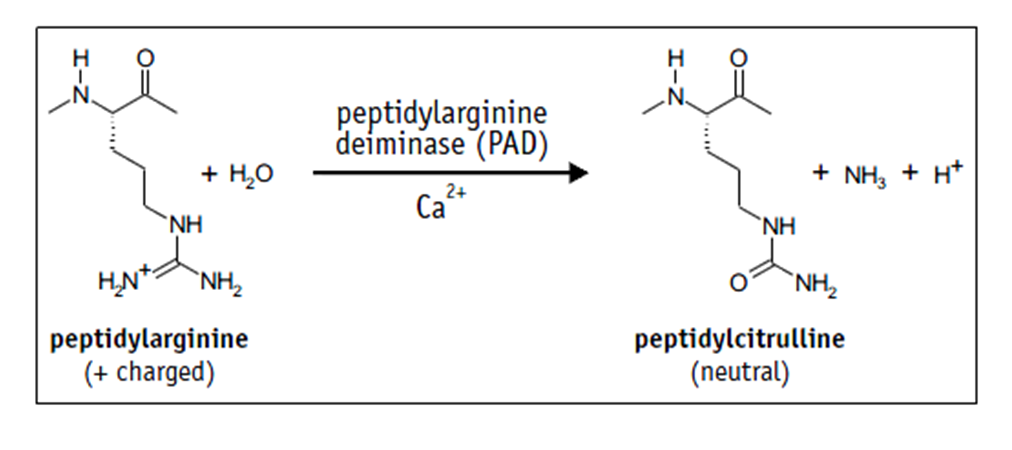 H O
N
NH
H₂N⁺ NH₂
peptidylarginine
(+ charged)
+ H₂O
peptidylarginine
deiminase (PAD)
Ca²⁺
H O
N
NH
O NH₂
peptidylcitrulline
(neutral)
+ NH₃ + H⁺